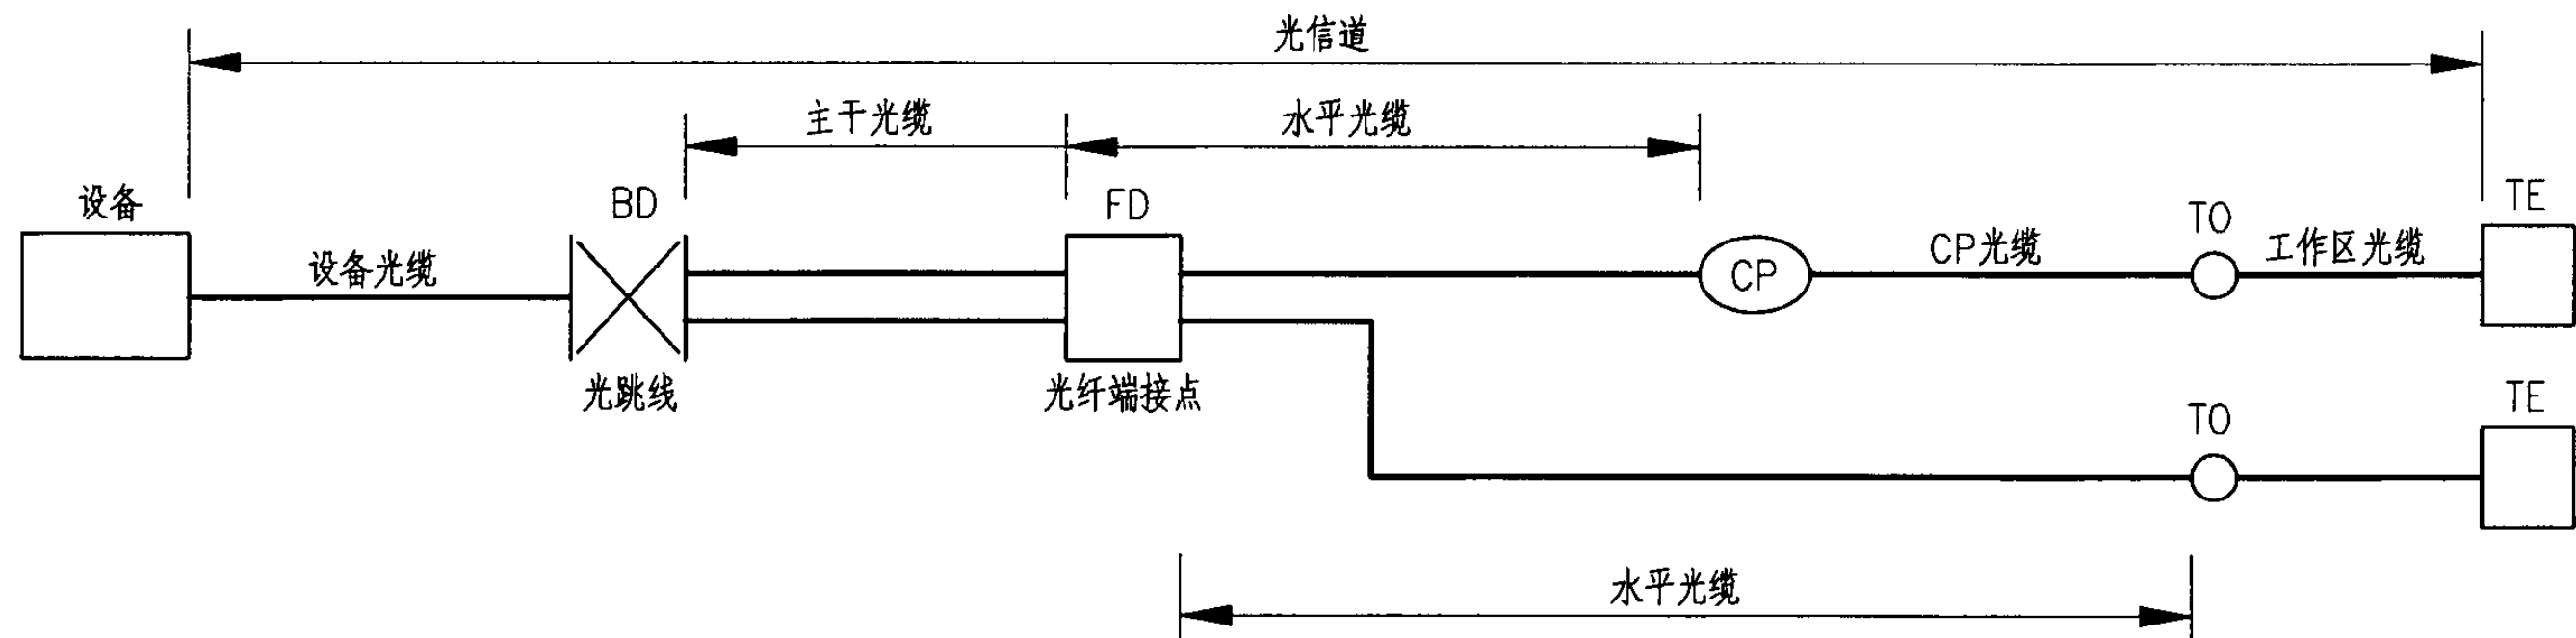 光信道
主干光缆
水平光缆
设备
BD
FD
TO
TE
设备光缆
CP
CP光缆
工作区光缆
光跳线
光纤端接点
TO
TE
水平光缆